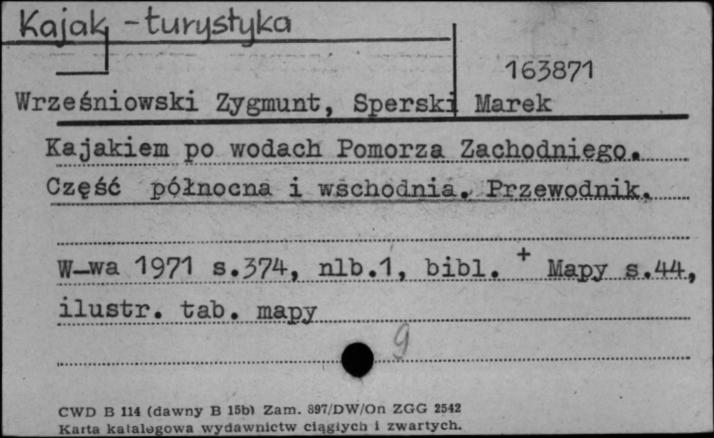 Kajak - turystyka
163871
Wrześniowski Zygmunt, Sperski Marek
Kajakiem po wodach Pomorza Zachodniego.
Część północna i wschodnia. Przewodnik.
W-wa 1971 s.374, nlb.1, bibl. + Mapy s.44,
ilustr. tab. mapy
9
CWD B 114 (dawny B 15b) Zam. 897/DW/On ZGG 2542
Karta katalogowa wydawnictw ciągłych i zwartych.